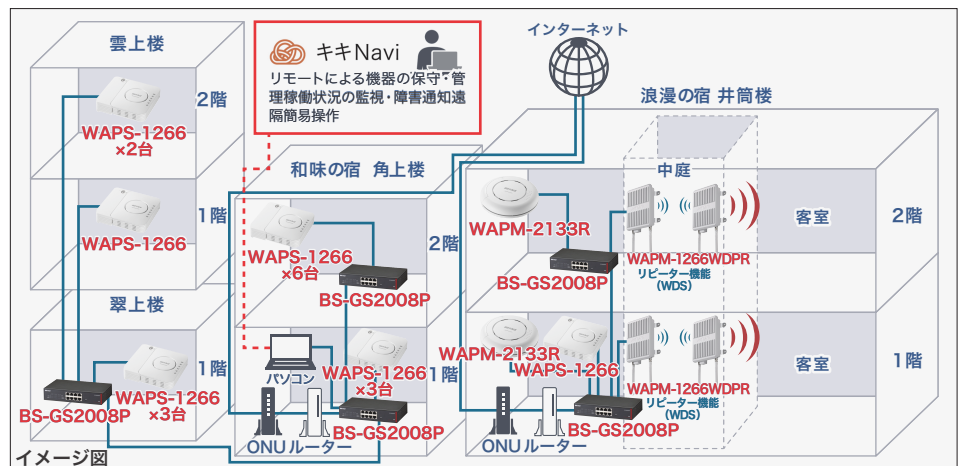 雲上楼
2階
WAPS-1266
×2台
1階
WAPS-1266
翠上楼
1階
WAPS-1266
×3台
BS-GS2008P
キキNavi
リモートによる機器の保守・管
理稼働状況の監視・障害通知遠
隔簡易操作
インターネット
和味の宿 角上楼
2階
WAPS-1266
×6台
BS-GS2008P
パソコン
WAPS-1266
×3台
1階
ONUルーター
BS-GS2008P
浪漫の宿 井筒楼
中庭
WAPM-2133R
客室
2階
BS-GS2008P
WAPM-1266WDPR
リピーター機能
(WDS)
WAPM-2133R
WAPS-1266
客室
1階
WAPM-1266WDPR
リピーター機能
(WDS)
ONUルーター
BS-GS2008P
イメージ図